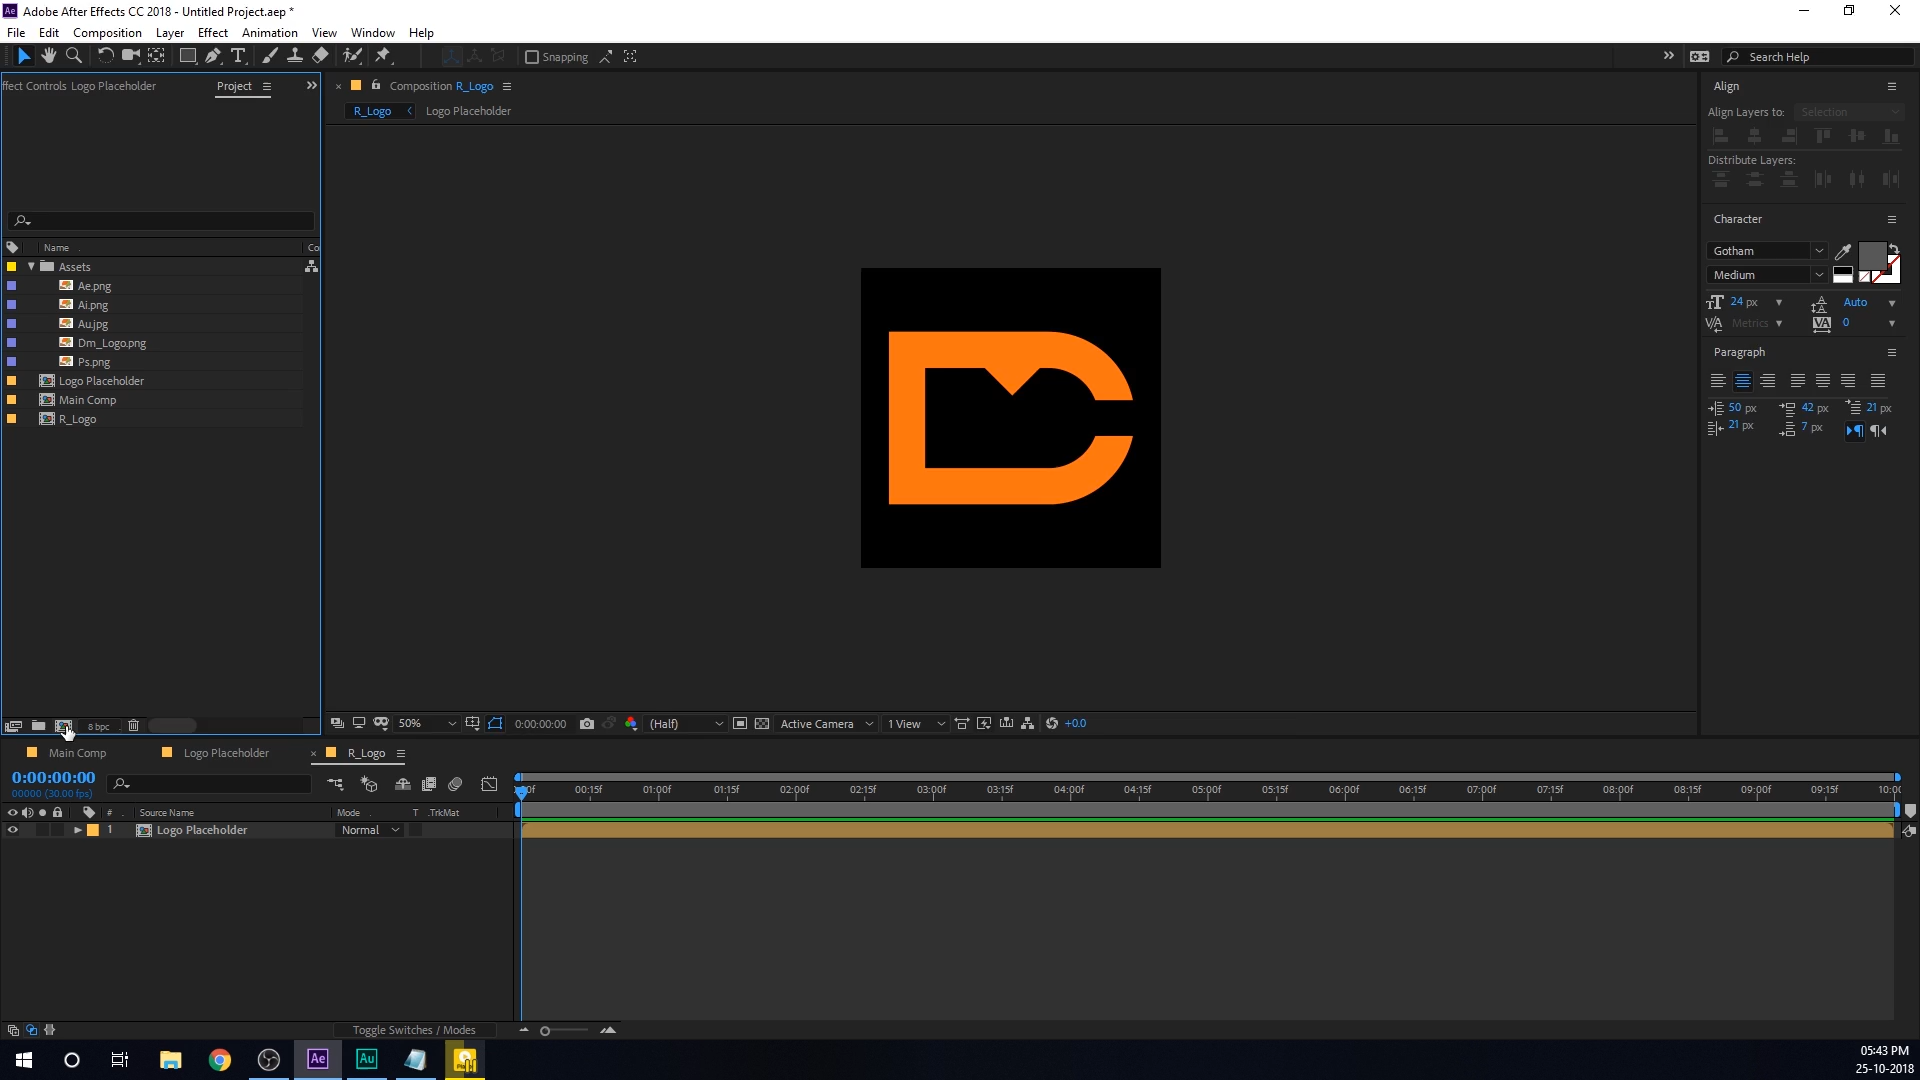 Ae Adobe After Effects CC 2018 - Untitled Project.aep *
File Edit Composition Layer Effect Animation View Window Help
Snapping
Search Help
ffect Controls Logo Placeholder
Project
Composition R_Logo
R_Logo
Logo Placeholder
Name
Co
Assets
Ae.png
Ai.png
Au.jpg
Dm_Logo.png
Ps.png
Logo Placeholder
Main Comp
R_Logo
8 bpc
50%
0:00:00:00
(Half)
Active Camera
1 View
+0.0
Align
Align Layers to: Selection
Distribute Layers:
Character
Gotham
Medium
24 px
Auto
Metrics
0
Paragraph
50 px 42 px 21 px
21 px 7 px
Main Comp
Logo Placeholder
R_Logo
0:00:00:00
00000 (30.00 fps)
00:15f 01:00f 01:15f 02:00f 02:15f 03:00f 03:15f 04:00f 04:15f 05:00f 05:15f 06:00f 06:15f 07:00f 07:15f 08:00f 08:15f 09:00f 09:15f
# Source Name Mode T .TrkMat
1 Logo Placeholder Normal
Toggle Switches / Modes
Ae
Au
05:43 PM
25-10-2018